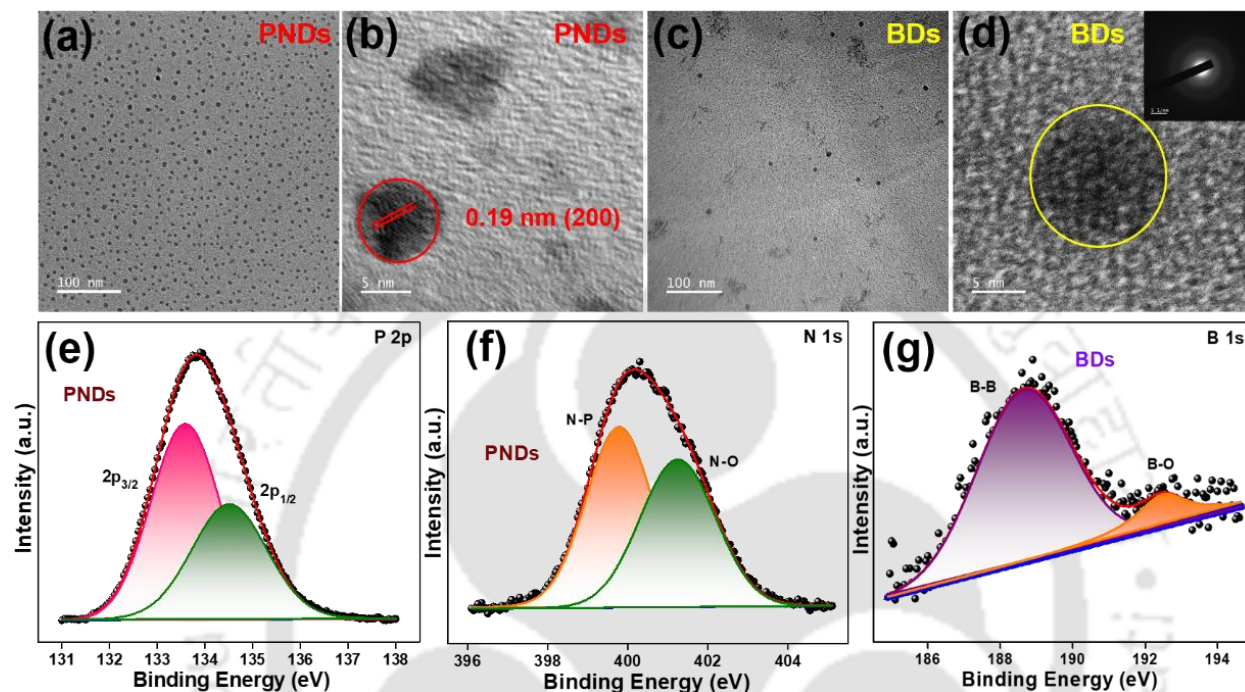 (a) PNDs
100 nm
(b) PNDs
0.19 nm (200)
5 nm
(c) BDs
100 nm
(d) BDs
5 nm
(e) P 2p
PNDs
2p3/2
2p1/2
Intensity (a.u.)
131 132 133 134 135 136 137 138
Binding Energy (eV)
(f) N 1s
N-P
PNDs
N-O
Intensity (a.u.)
396 398 400 402 404
Binding Energy (eV)
(g) B 1s
BDs
B-B
B-O
Intensity (a.u.)
186 188 190 192 194
Binding Energy (eV)